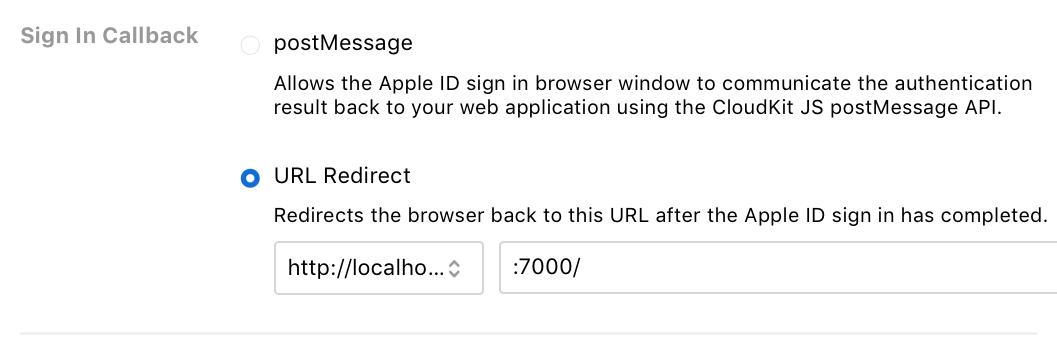 Sign In Callback
postMessage
Allows the Apple ID sign in browser window to communicate the authentication
result back to your web application using the CloudKit JS postMessage API.
URL Redirect
Redirects the browser back to this URL after the Apple ID sign in has completed.
http://localho... :7000/